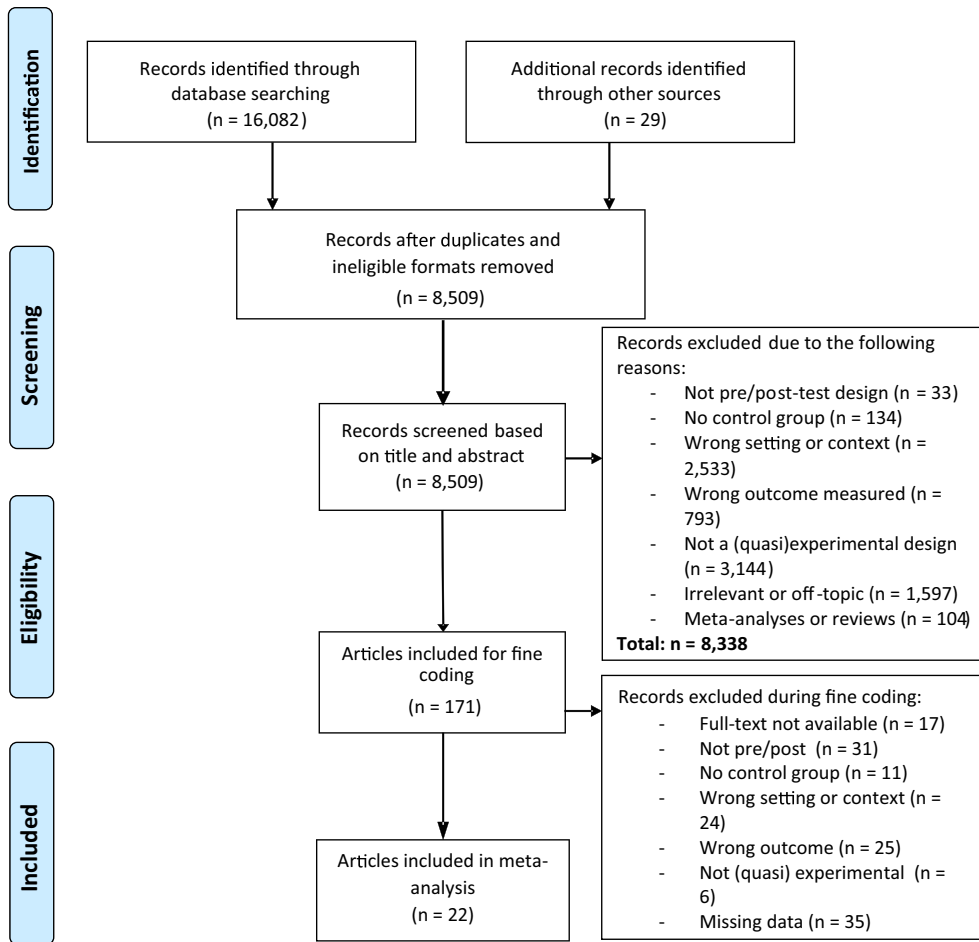 Identification
Records identified through
database searching
(n = 16,082)
Additional records identified
through other sources
(n = 29)
Records after duplicates and
ineligible formats removed
(n = 8,509)
Screening
Records screened based
on title and abstract
(n = 8,509)
Records excluded due to the following
reasons:
- Not pre/post-test design (n = 33)
- No control group (n = 134)
- Wrong setting or context (n =
2,533)
- Wrong outcome measured (n =
793)
- Not a (quasi)experimental design
(n = 3,144)
- Irrelevant or off-topic (n = 1,597)
- Meta-analyses or reviews (n = 104)
Total: n = 8,338
Eligibility
Articles included for fine
coding
(n = 171)
Records excluded during fine coding:
- Full-text not available (n = 17)
- Not pre/post (n = 31)
- No control group (n = 11)
- Wrong setting or context (n =
24)
- Wrong outcome (n = 25)
- Not (quasi) experimental (n =
6)
- Missing data (n = 35)
Included
Articles included in meta-
analysis
(n = 22)